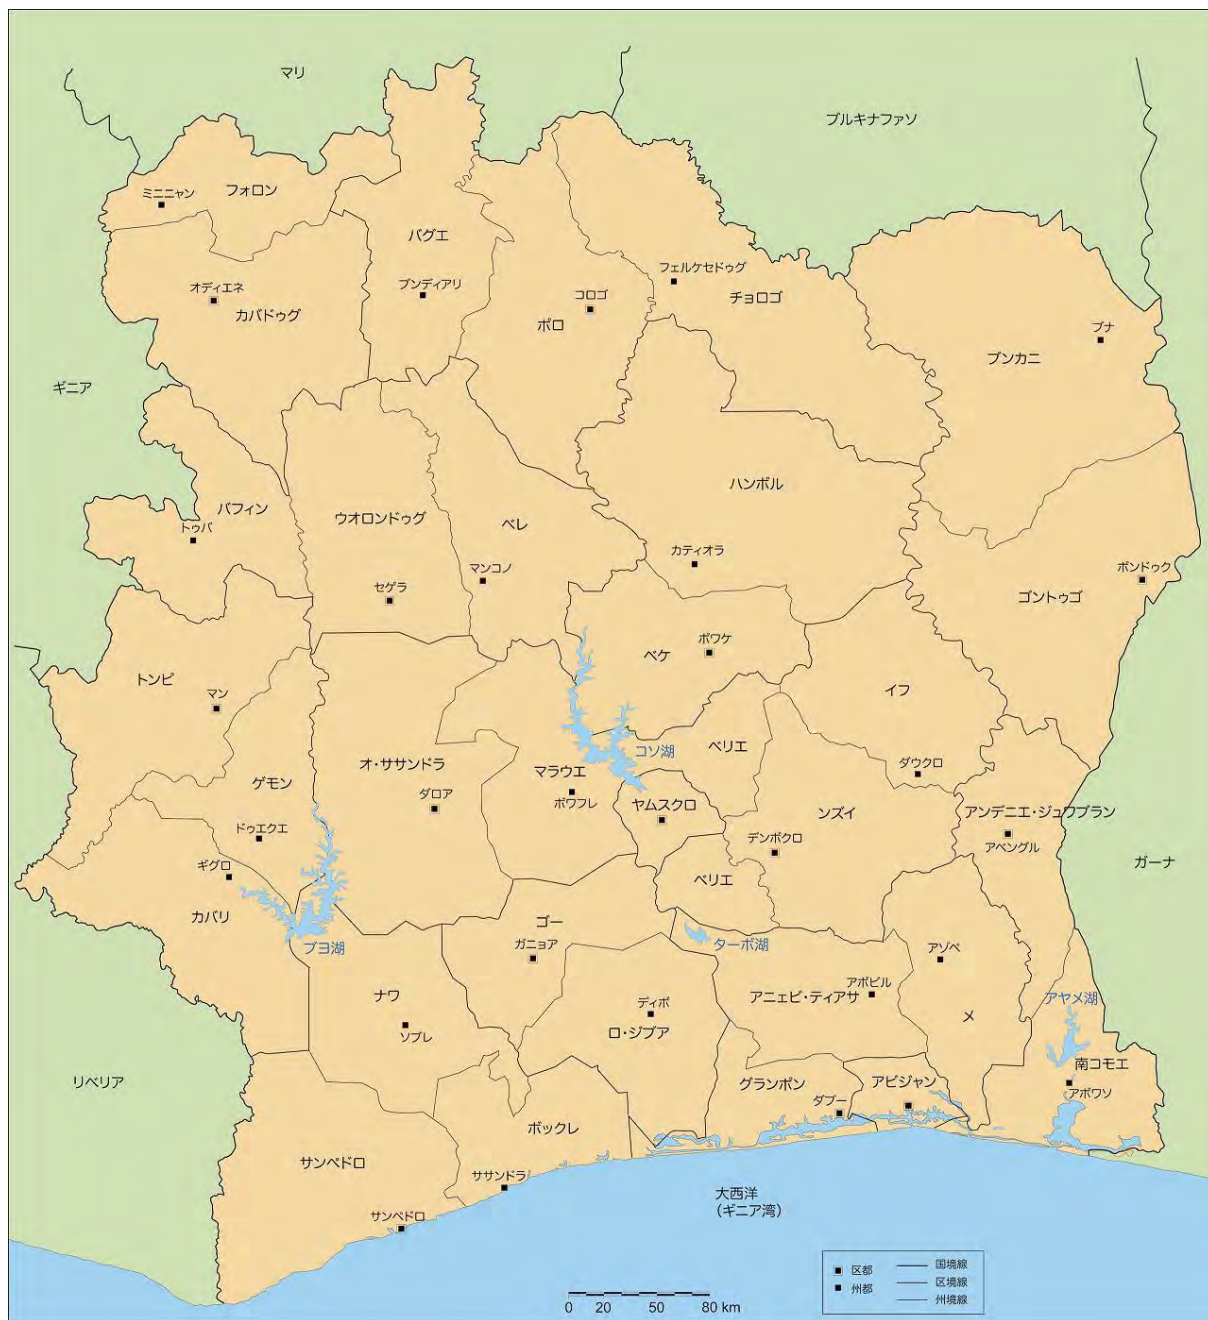 マリ
ブルキナファソ
ミニニャン
フォロン
バグエ
オディエネ
カバドゥグ
ブンディアリ
コロゴ
ポロ
フェルケセドゥグ
チョロゴ
ブナ
ブンカニ
ギニア
ハンボル
バフィン
トゥバ
ウオロンドゥグ
ベレ
カティオラ
マンコノ
セゲラ
ボンドゥク
ゴントゥゴ
トンピ
マン
ベケ
ボワケ
イフ
コソ湖
ベリエ
ダウクロ
オ・ササンドラ
ダロア
マラウエ
ボワフレ
ヤムスクロ
ゲモン
ドゥエクエ
ンズイ
デンボクロ
アンデニエ・ジュワブラン
アベングル
ガーナ
ギグロ
カバリ
ベリエ
ゴー
ガニョア
ブヨ湖
ターボ湖
アゾペ
ナワ
ソブレ
ディボ
ロ・ジブア
アボビル
アニェビ・ティアサ
メ
アヤメ湖
南コモエ
アボワソ
リベリア
グランポン
ダブー
アビジャン
ボックレ
サンペドロ
ササンドラ
サンペドロ
大西洋
(ギニア湾)
区都
州都
国境線
区境線
州境線
0 20 50 80 km